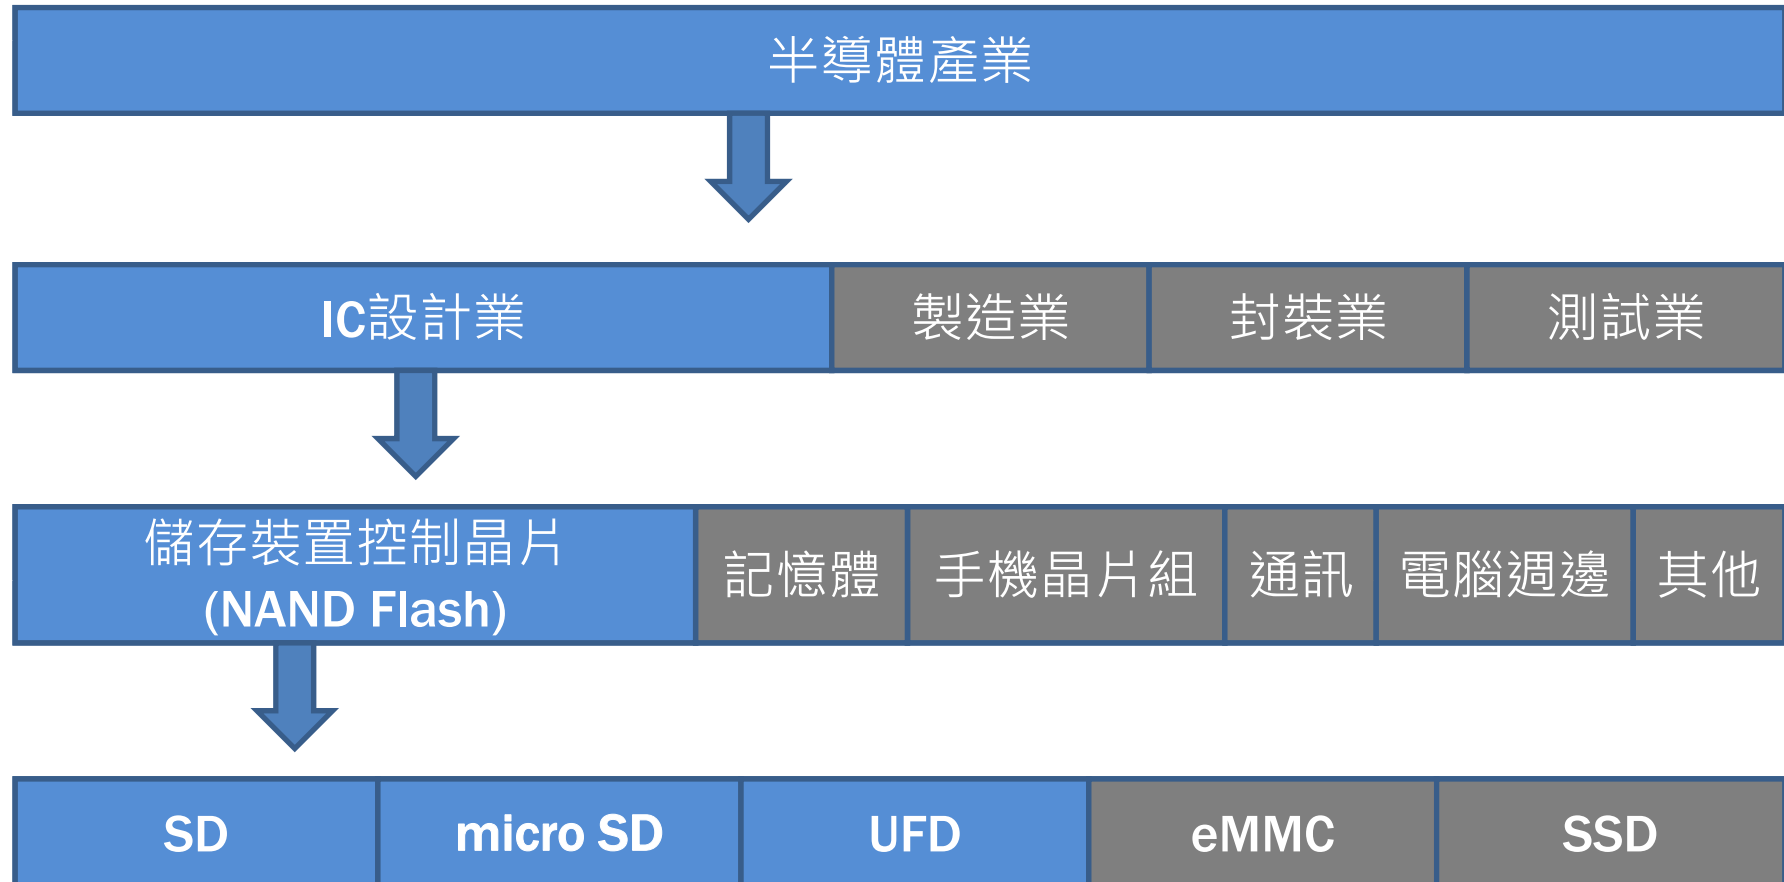 半導體產業
IC設計業
製造業
封裝業
測試業
儲存裝置控制晶片
(NAND Flash)
記憶體
手機晶片組
通訊
電腦週邊
其他
SD
micro SD
UFD
eMMC
SSD